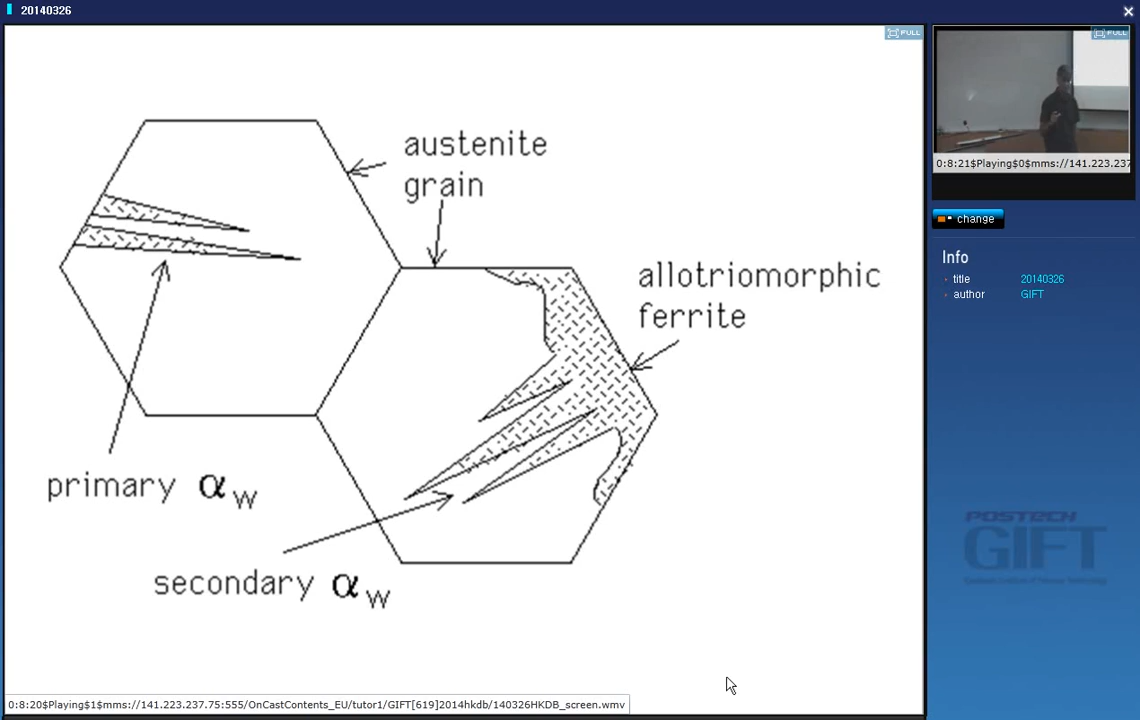 20140326
FULL
austenite
grain
allotriomorphic
ferrite
primary αw
secondary αw
0:8:20$Playing$1$mms://141.223.237.75:555/OnCastContents_EU/tutor1/GIFT[619]2014hkdb/140326HKDB_screen.wmv
FULL
0:8:21$Playing$0$mms://141.223.237
change
Info
title 20140326
author GIFT
POSTECH
GIFT